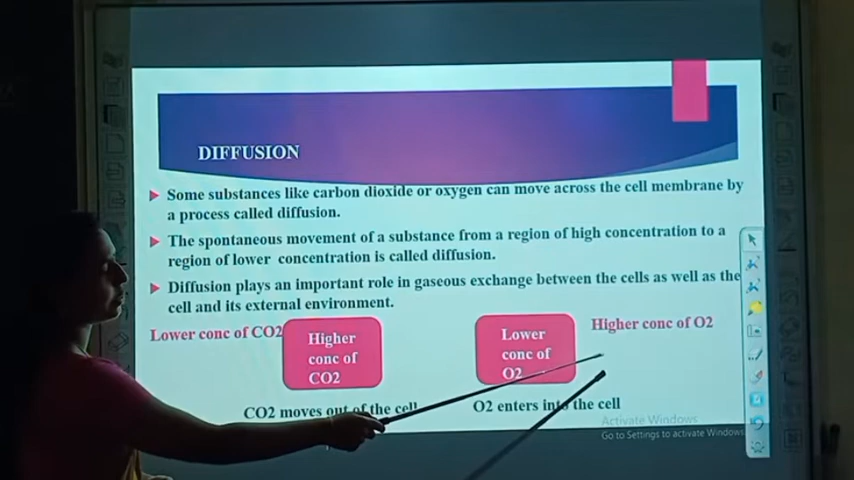 DIFFUSION
Some substances like carbon dioxide or oxygen can move across the cell membrane by
a process called diffusion.
The spontaneous movement of a substance from a region of high concentration to a
region of lower concentration is called diffusion.
Diffusion plays an important role in gaseous exchange between the cells as well as the
cell and its external environment.
Lower conc of CO2
Higher
conc of
CO2
Lower
conc of
O2
Higher conc of O2
CO2 moves out of the cell
O2 enters into the cell
Activate Windows
Go to Settings to activate Windows.